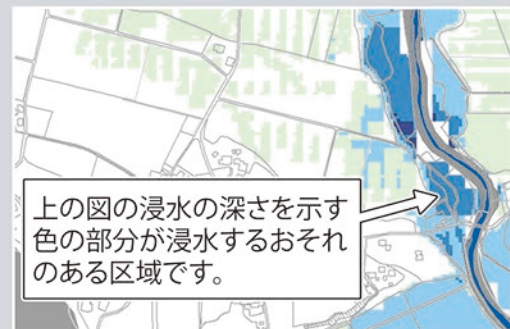 上の図の浸水の深さを示す
色の部分が浸水するおそれ
のある区域です。